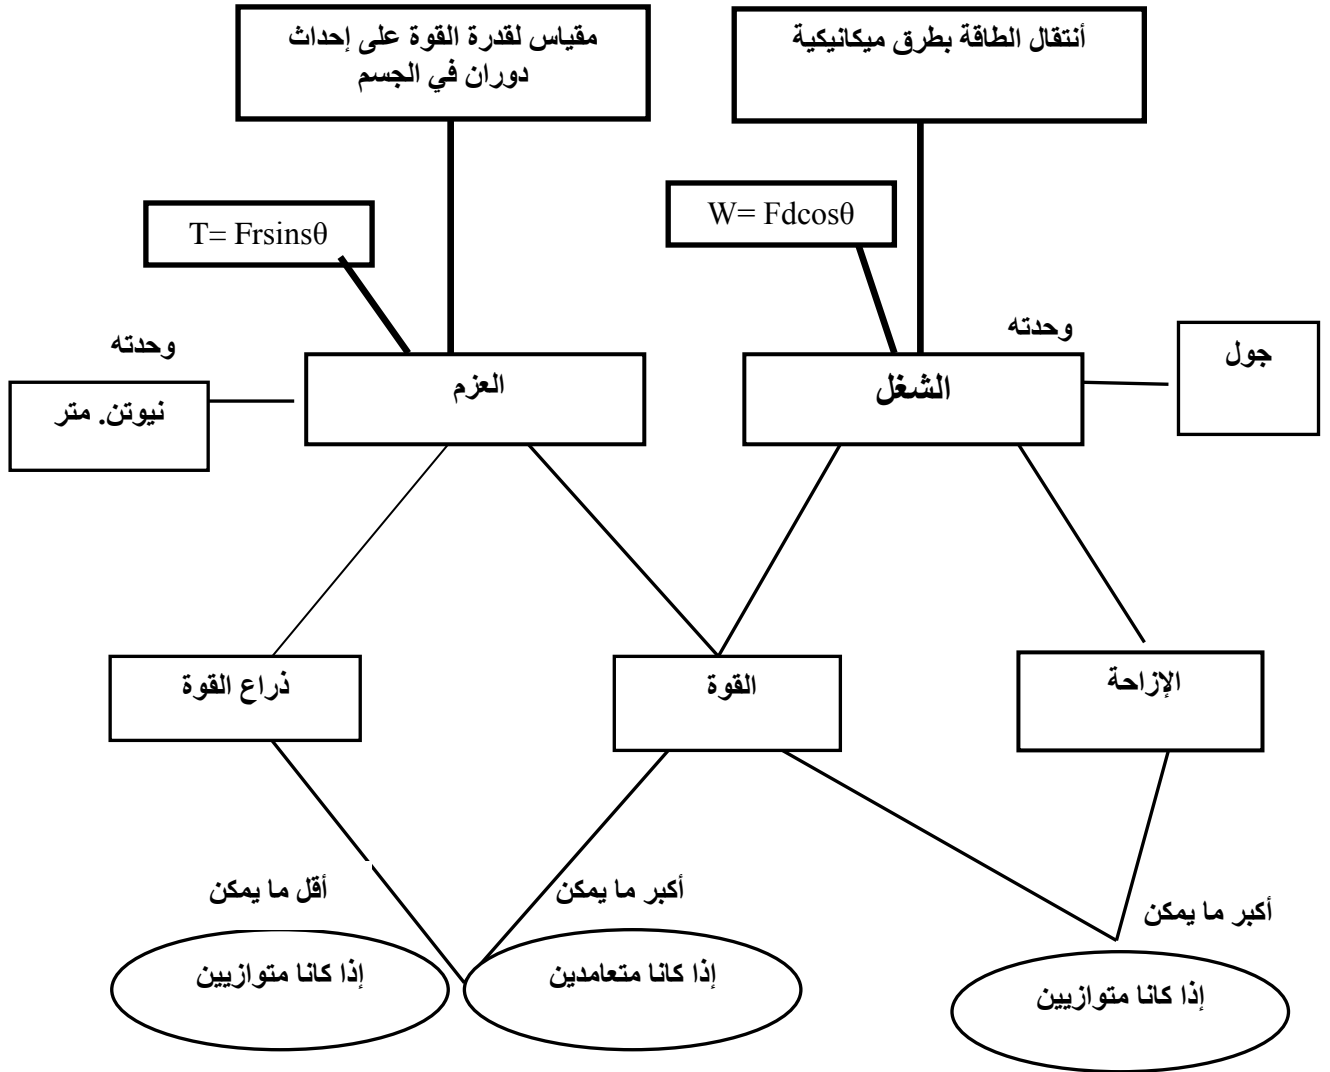 أنتقال الطاقة بطرق ميكانيكية
مقياس لقدرة القوة على إحداث
دوران في الجسم
W= Fdcosθ
T= Frsinsθ
وحدته
جول
الشغل
وحدته
العزم
نيوتن. متر
الإزاحة
القوة
ذراع القوة
أكبر ما يمكن
أكبر ما يمكن
أقل ما يمكن
إذا كانا متوازيين
إذا كانا متعامدين
إذا كانا متوازيين